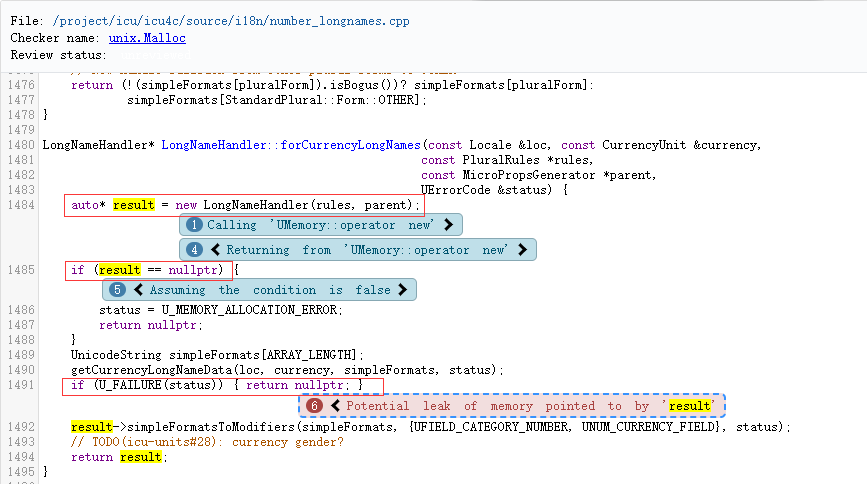 File: /project/icu/icu4c/source/i18n/number_longnames.cpp
Checker name: unix.Malloc
Review status:
1476 return (!(simpleFormats[pluralForm]).isBogus())? simpleFormats[pluralForm]:
1477 simpleFormats[StandardPlural::Form::OTHER];
1478 }
1479
1480 LongNameHandler* LongNameHandler::forCurrencyLongNames(const Locale &loc, const CurrencyUnit &currency,
1481 const PluralRules *rules,
1482 const MicroPropsGenerator *parent,
1483 UErrorCode &status) {
1484 auto* result = new LongNameHandler(rules, parent);
1 Calling 'UMemory::operator new'
4 Returning from 'UMemory::operator new'
1485 if (result == nullptr) {
5 Assuming the condition is false
1486 status = U_MEMORY_ALLOCATION_ERROR;
1487 return nullptr;
1488 }
1489 UnicodeString simpleFormats[ARRAY_LENGTH];
1490 getCurrencyLongNameData(loc, currency, simpleFormats, status);
1491 if (U_FAILURE(status)) { return nullptr; }
6 Potential leak of memory pointed to by 'result'
1492 result->simpleFormatsToModifiers(simpleFormats, {UFIELD_CATEGORY_NUMBER, UNUM_CURRENCY_FIELD}, status);
1493 // TODO(icu-units#28): currency gender?
1494 return result;
1495 }